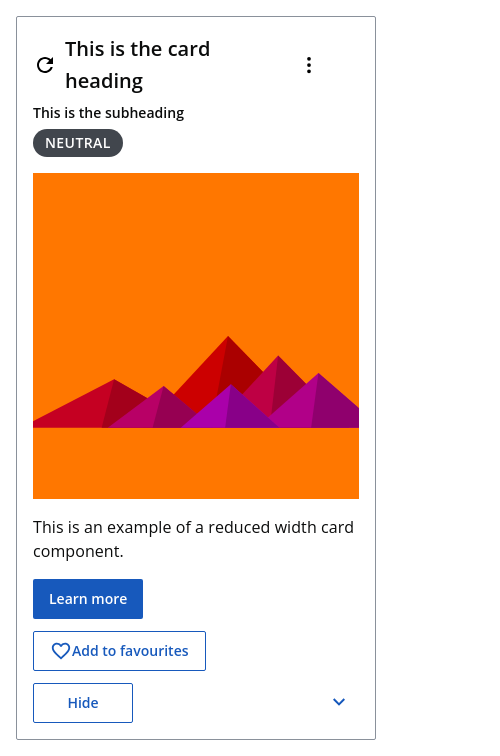 This is the card
heading
This is the subheading
NEUTRAL
This is an example of a reduced width card
component.
Learn more
Add to favourites
Hide